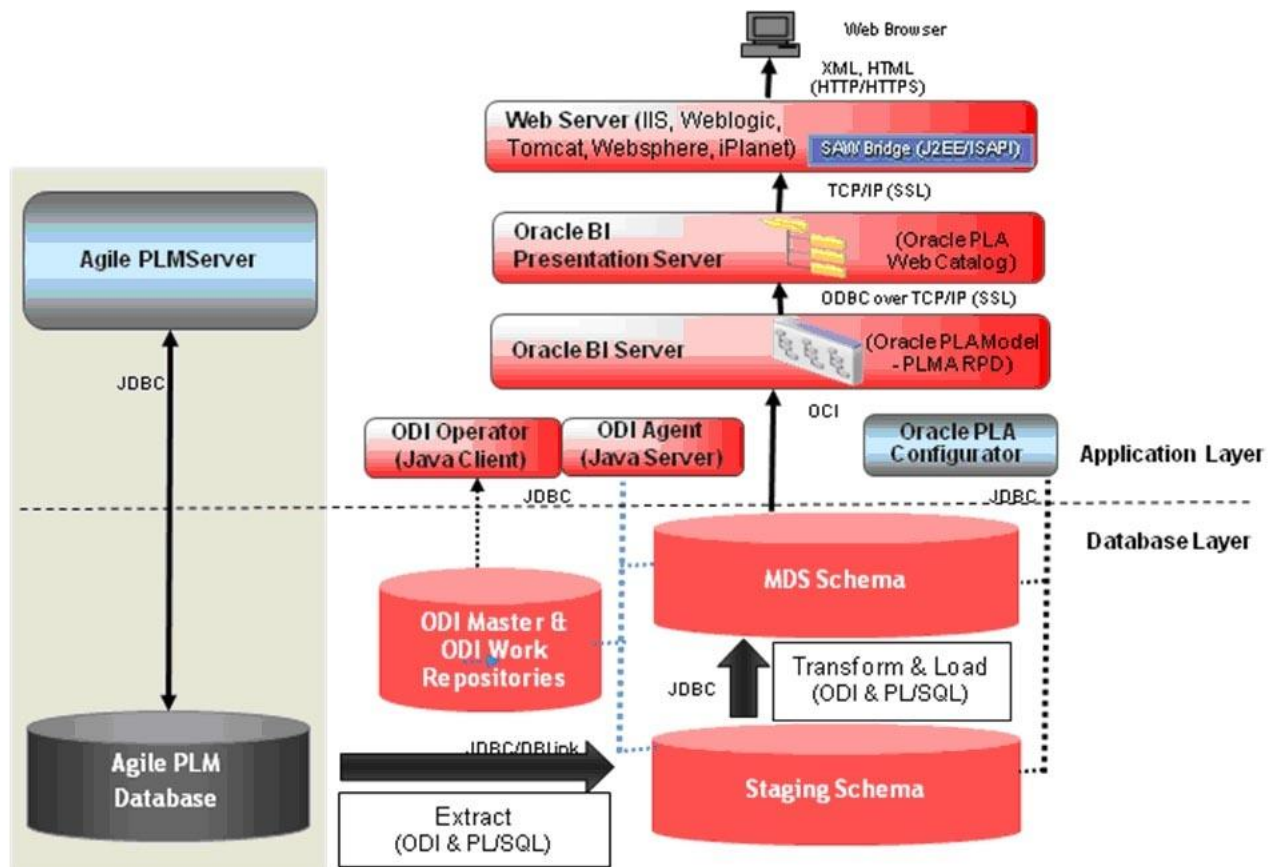 Web Browser
XML, HTML
(HTTP/HTTPS)
Web Server (IIS, Weblogic,
Tomcat, Websphere, iPlanet)
SAW Bridge (J2EE/ISAPI)
TCP/IP (SSL)
Oracle BI
Presentation Server
(Oracle PLA
Web Catalog)
ODBC over TCP/IP (SSL)
Oracle BI Server
(Oracle PLAModel
- PLMA RPD)
OCI
Agile PLMServer
JDBC
ODI Operator
(Java Client)
ODI Agent
(Java Server)
Oracle PLA
Configurator
Application Layer
JDBC
JDBC
Database Layer
MDS Schema
ODI Master &
ODI Work
Repositories
JDBC
Transform & Load
(ODI & PL/SQL)
Agile PLM
Database
JDBC/DBLink
Extract
(ODI & PL/SQL)
Staging Schema